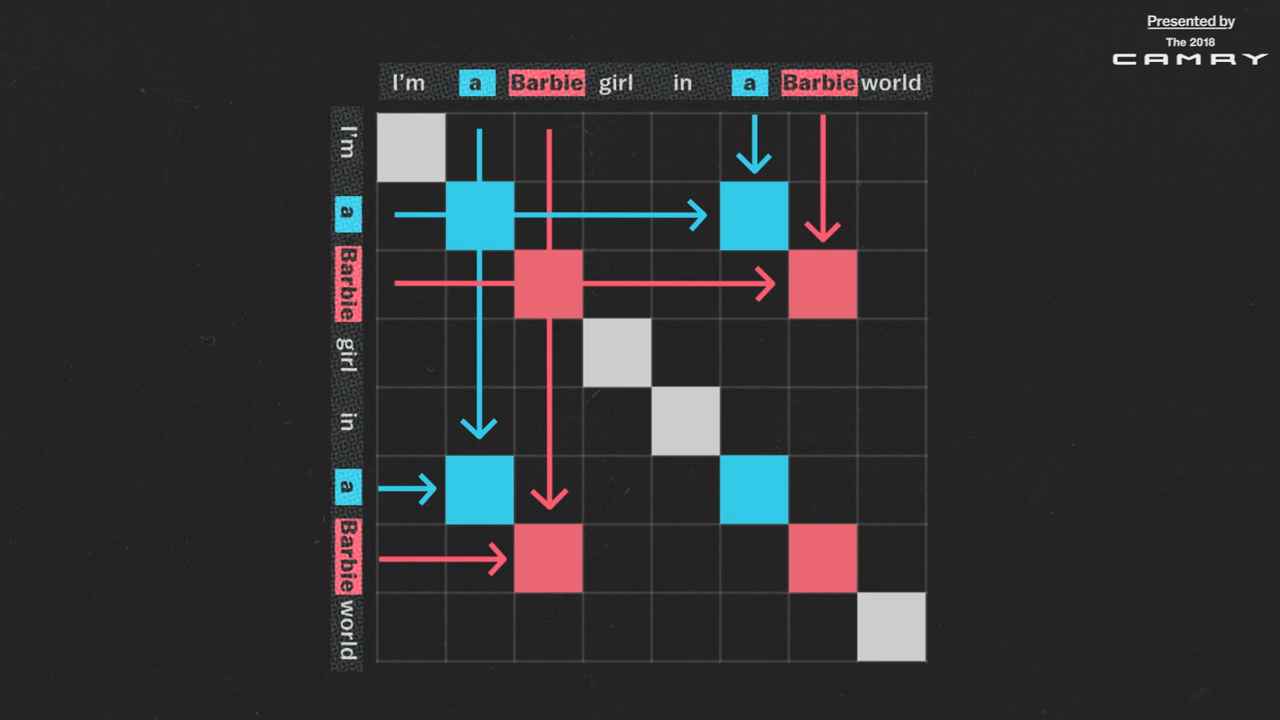 Presented by
The 2018
CAMRY
I'm a Barbie girl in a Barbie world
I'm
a
Barbie
girl
in
a
Barbie
world